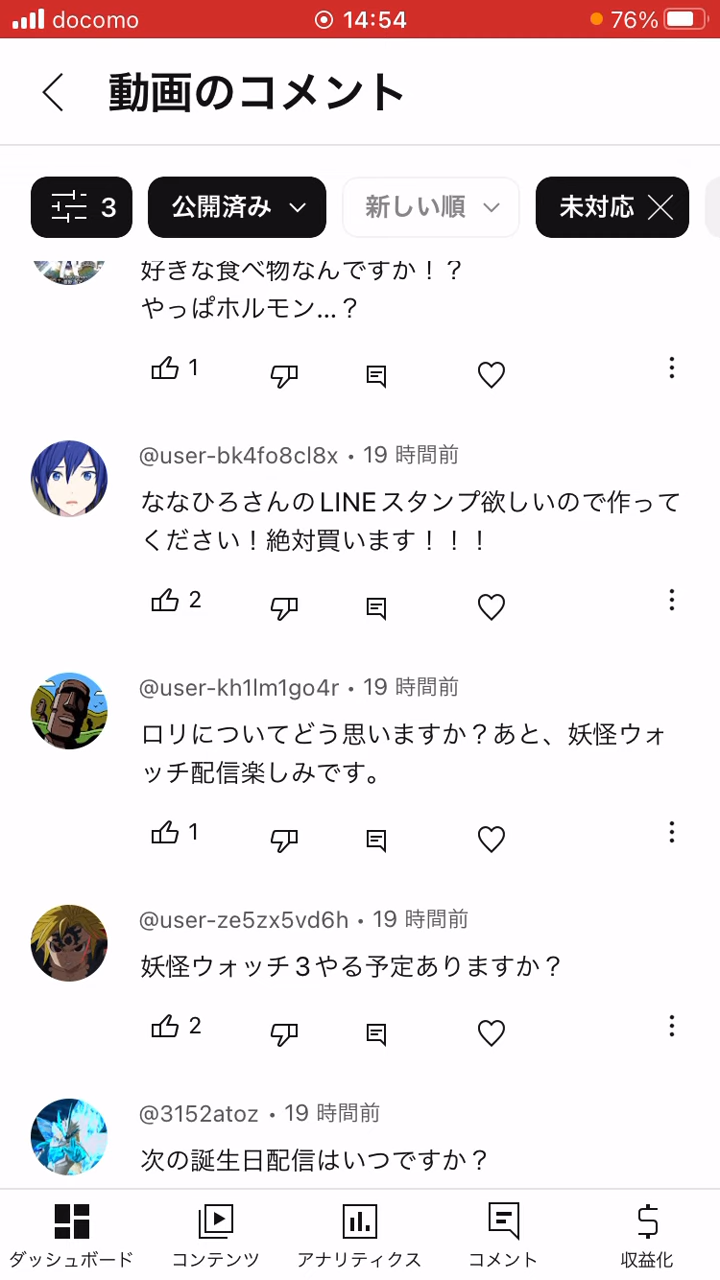 docomo 14:54 76%
動画のコメント
3 公開済み 新しい順 未対応
好きな食べ物なんですか！？
やっぱホルモン...？
1
@user-bk4fo8cl8x • 19 時間前
ななひろさんのLINEスタンプ欲しいので作って
ください！絶対買います！！！
2
@user-kh1lm1go4r • 19 時間前
ロリについてどう思いますか？あと、妖怪ウォ
ッチ配信楽しみです。
1
@user-ze5zx5vd6h • 19 時間前
妖怪ウォッチ3やる予定ありますか？
2
@3152atoz • 19 時間前
次の誕生日配信はいつですか？
ダッシュボード コンテンツ アナリティクス コメント 収益化